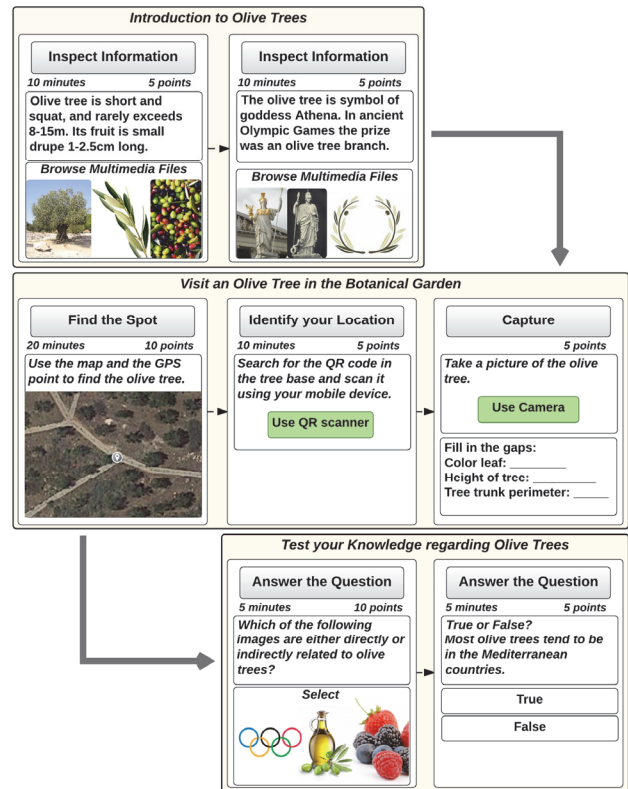 Introduction to Olive Trees
Inspect Information
10 minutes 5 points
Olive tree is short and
squat, and rarely exceeds
8-15m. Its fruit is small
drupe 1-2.5cm long.
Browse Multimedia Files
Inspect Information
10 minutes 5 points
The olive tree is symbol of
goddess Athena. In ancient
Olympic Games the prize
was an olive tree branch.
Browse Multimedia Files
Visit an Olive Tree in the Botanical Garden
Find the Spot
20 minutes 10 points
Use the map and the GPS
point to find the olive tree.
Identify your Location
10 minutes 5 points
Search for the QR code in
the tree base and scan it
using your mobile device.
Use QR scanner
Capture
5 points
Take a picture of the olive
tree.
Use Camera
Fill in the gaps:
Color leaf: ________
Height of tree: _________
Tree trunk perimeter: _____
Test your Knowledge regarding Olive Trees
Answer the Question
5 minutes 10 points
Which of the following
images are either directly or
indirectly related to olive
trees?
Select
Answer the Question
5 minutes 5 points
True or False?
Most olive trees tend to be
in the Mediterranean
countries.
True
False